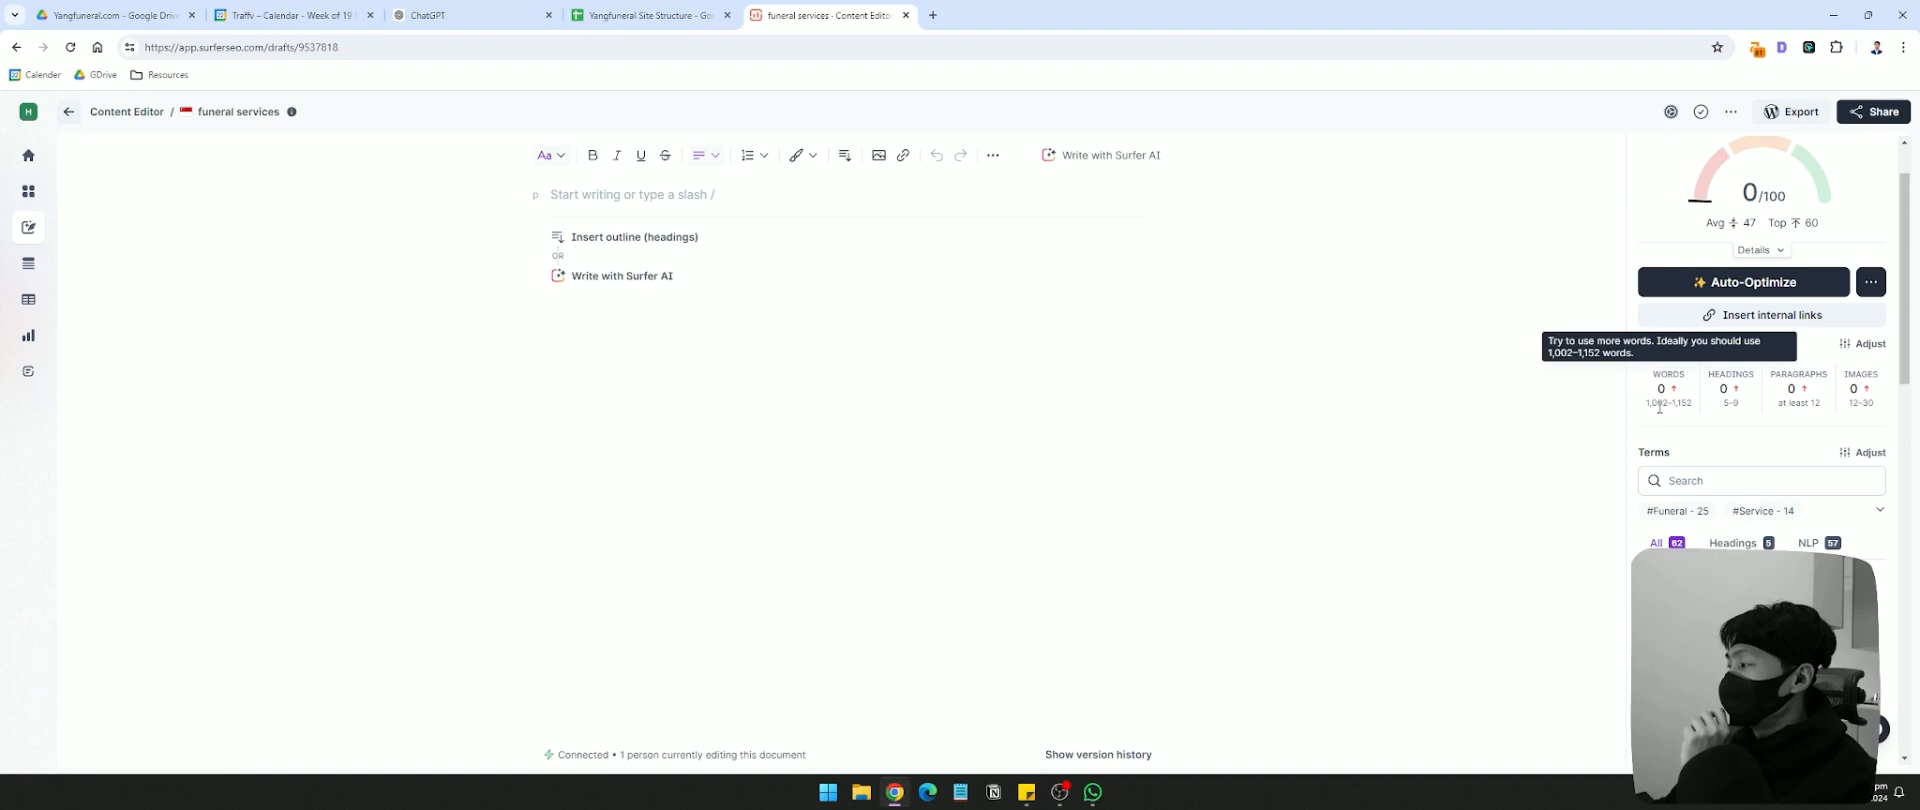 Yangfuneral.com - Google Driv
Traffv – Calendar - Week of 19
ChatGPT
Yangfuneral Site Structure - Go
funeral services - Content Edito
https://app.surferseo.com/drafts/9537818
Calender
GDrive
Resources
H
Content Editor / funeral services
Export
Share
Aa
Write with Surfer AI
p
Start writing or type a slash /
Insert outline (headings)
OR
Write with Surfer AI
0/100
Avg 47 Top 60
Details
Auto-Optimize
Insert internal links
Try to use more words. Ideally you should use
1,002–1,152 words.
Adjust
WORDS HEADINGS PARAGRAPHS IMAGES
0 0 0 0
1,002–1,152 5–9 at least 12 12–30
Terms
Adjust
Search
#Funeral - 25 #Service - 14
All 62 Headings 5 NLP 57
Connected • 1 person currently editing this document
Show version history
pm